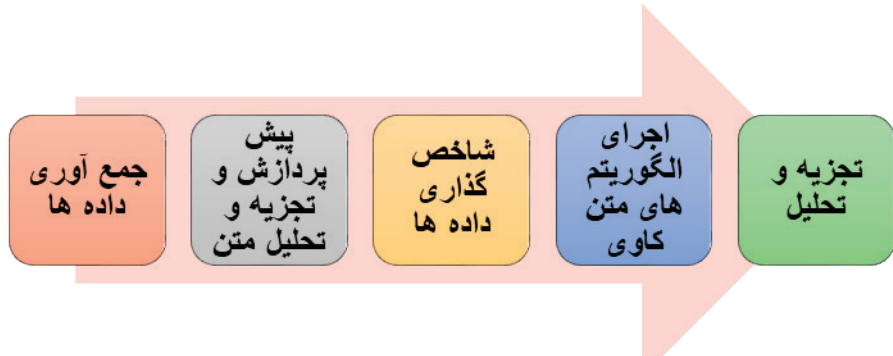 جمع آوری
داده ها
پیش
پردازش و
تجزیه و
تحلیل متن
شاخص
گذاری
داده ها
اجرای
الگوریتم
های متن
کاوی
تجزیه و
تحلیل